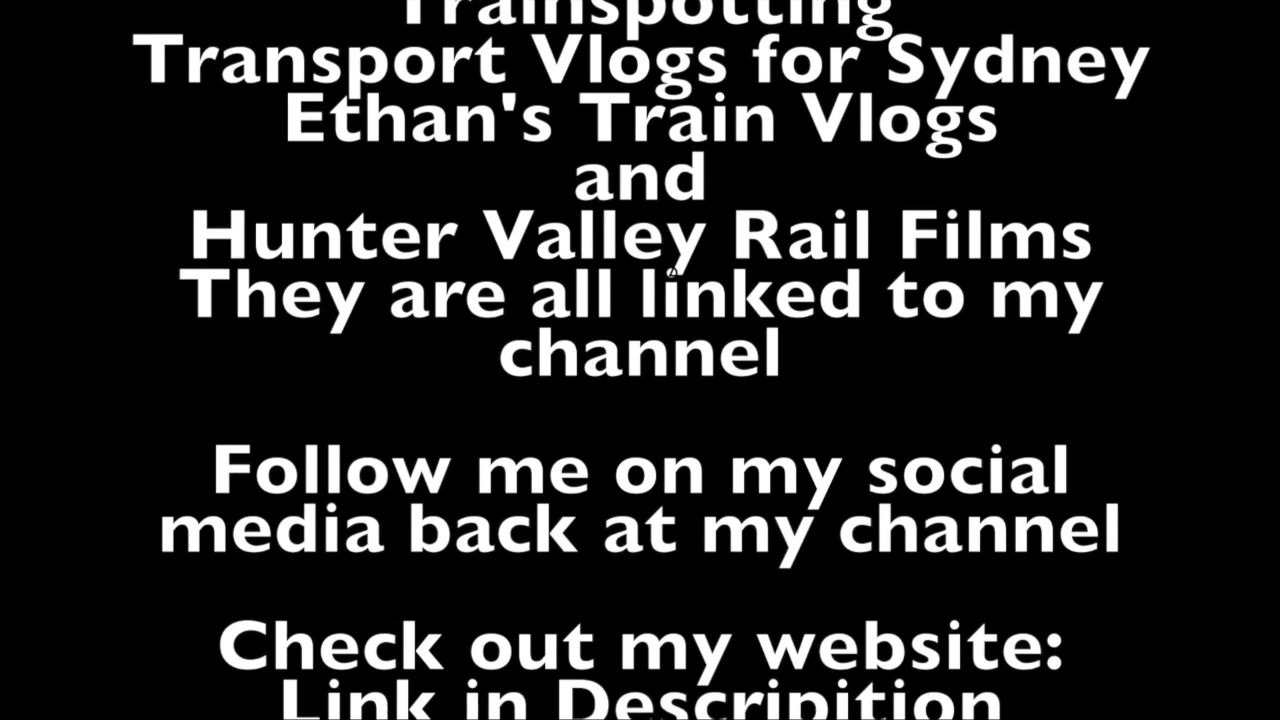 Trainspotting
Transport Vlogs for Sydney
Ethan's Train Vlogs
and
Hunter Valley Rail Films
They are all linked to my
channel
Follow me on my social
media back at my channel
Check out my website:
Link in Descripition